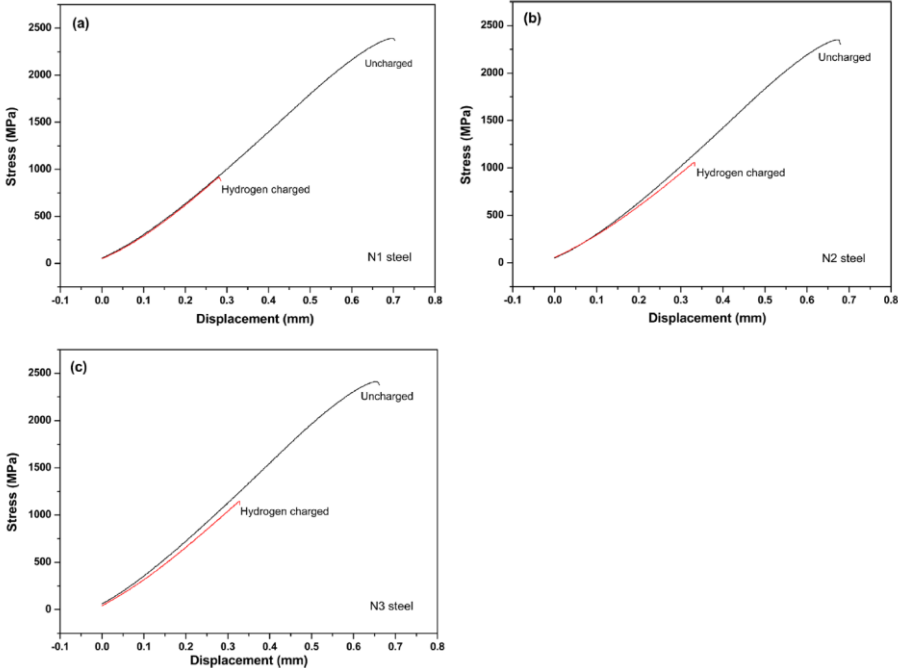 (a)
2500
2000
1500
1000
500
0
Stress (MPa)
Uncharged
Hydrogen charged
N1 steel
-0.1 0.0 0.1 0.2 0.3 0.4 0.5 0.6 0.7 0.8
Displacement (mm)
(b)
2500
2000
1500
1000
500
0
Stress (MPa)
Uncharged
Hydrogen charged
N2 steel
-0.1 0.0 0.1 0.2 0.3 0.4 0.5 0.6 0.7 0.8
Displacement (mm)
(c)
2500
2000
1500
1000
500
0
Stress (MPa)
Uncharged
Hydrogen charged
N3 steel
-0.1 0.0 0.1 0.2 0.3 0.4 0.5 0.6 0.7 0.8
Displacement (mm)